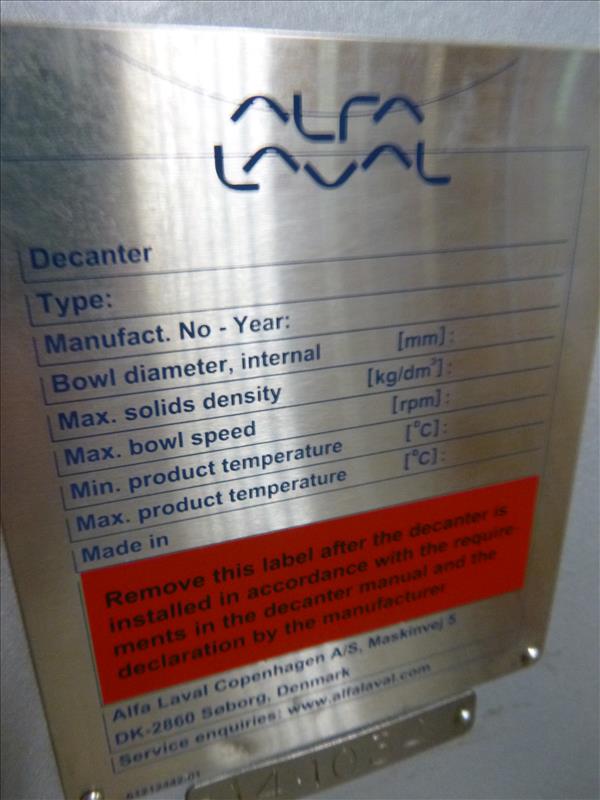 ALFA
LAVAL
Decanter
Type:
Manufact. No - Year:
Bowl diameter, internal [mm]:
Max. solids density [kg/dm³]:
Max. bowl speed [rpm]:
Min. product temperature [°C]:
Max. product temperature [°C]:
Made in
Remove this label after the decanter is
installed in accordance with the require-
ments in the decanter manual and the
declaration by the manufacturer
Alfa Laval Copenhagen A/S, Maskinvej 5
DK-2860 Søborg, Denmark
Service enquiries: www.alfalaval.com